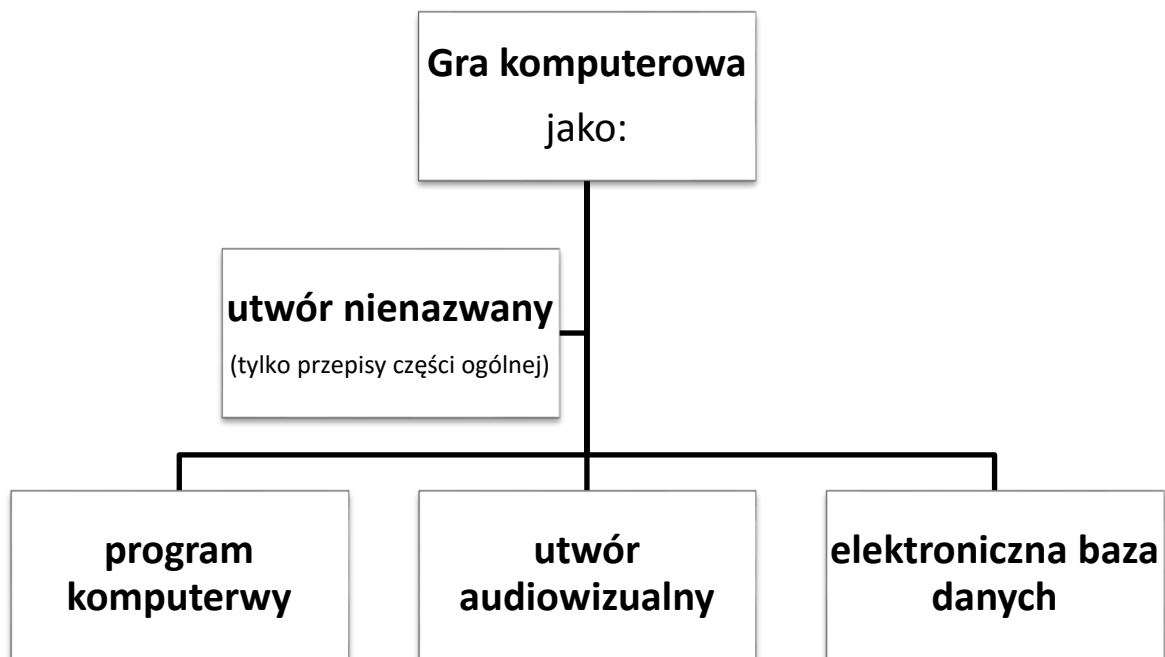 Gra komputerowa
jako:
utwór nienazwany
(tylko przepisy części ogólnej)
program
komputerwy
utwór
audiowizualny
elektroniczna baza
danych